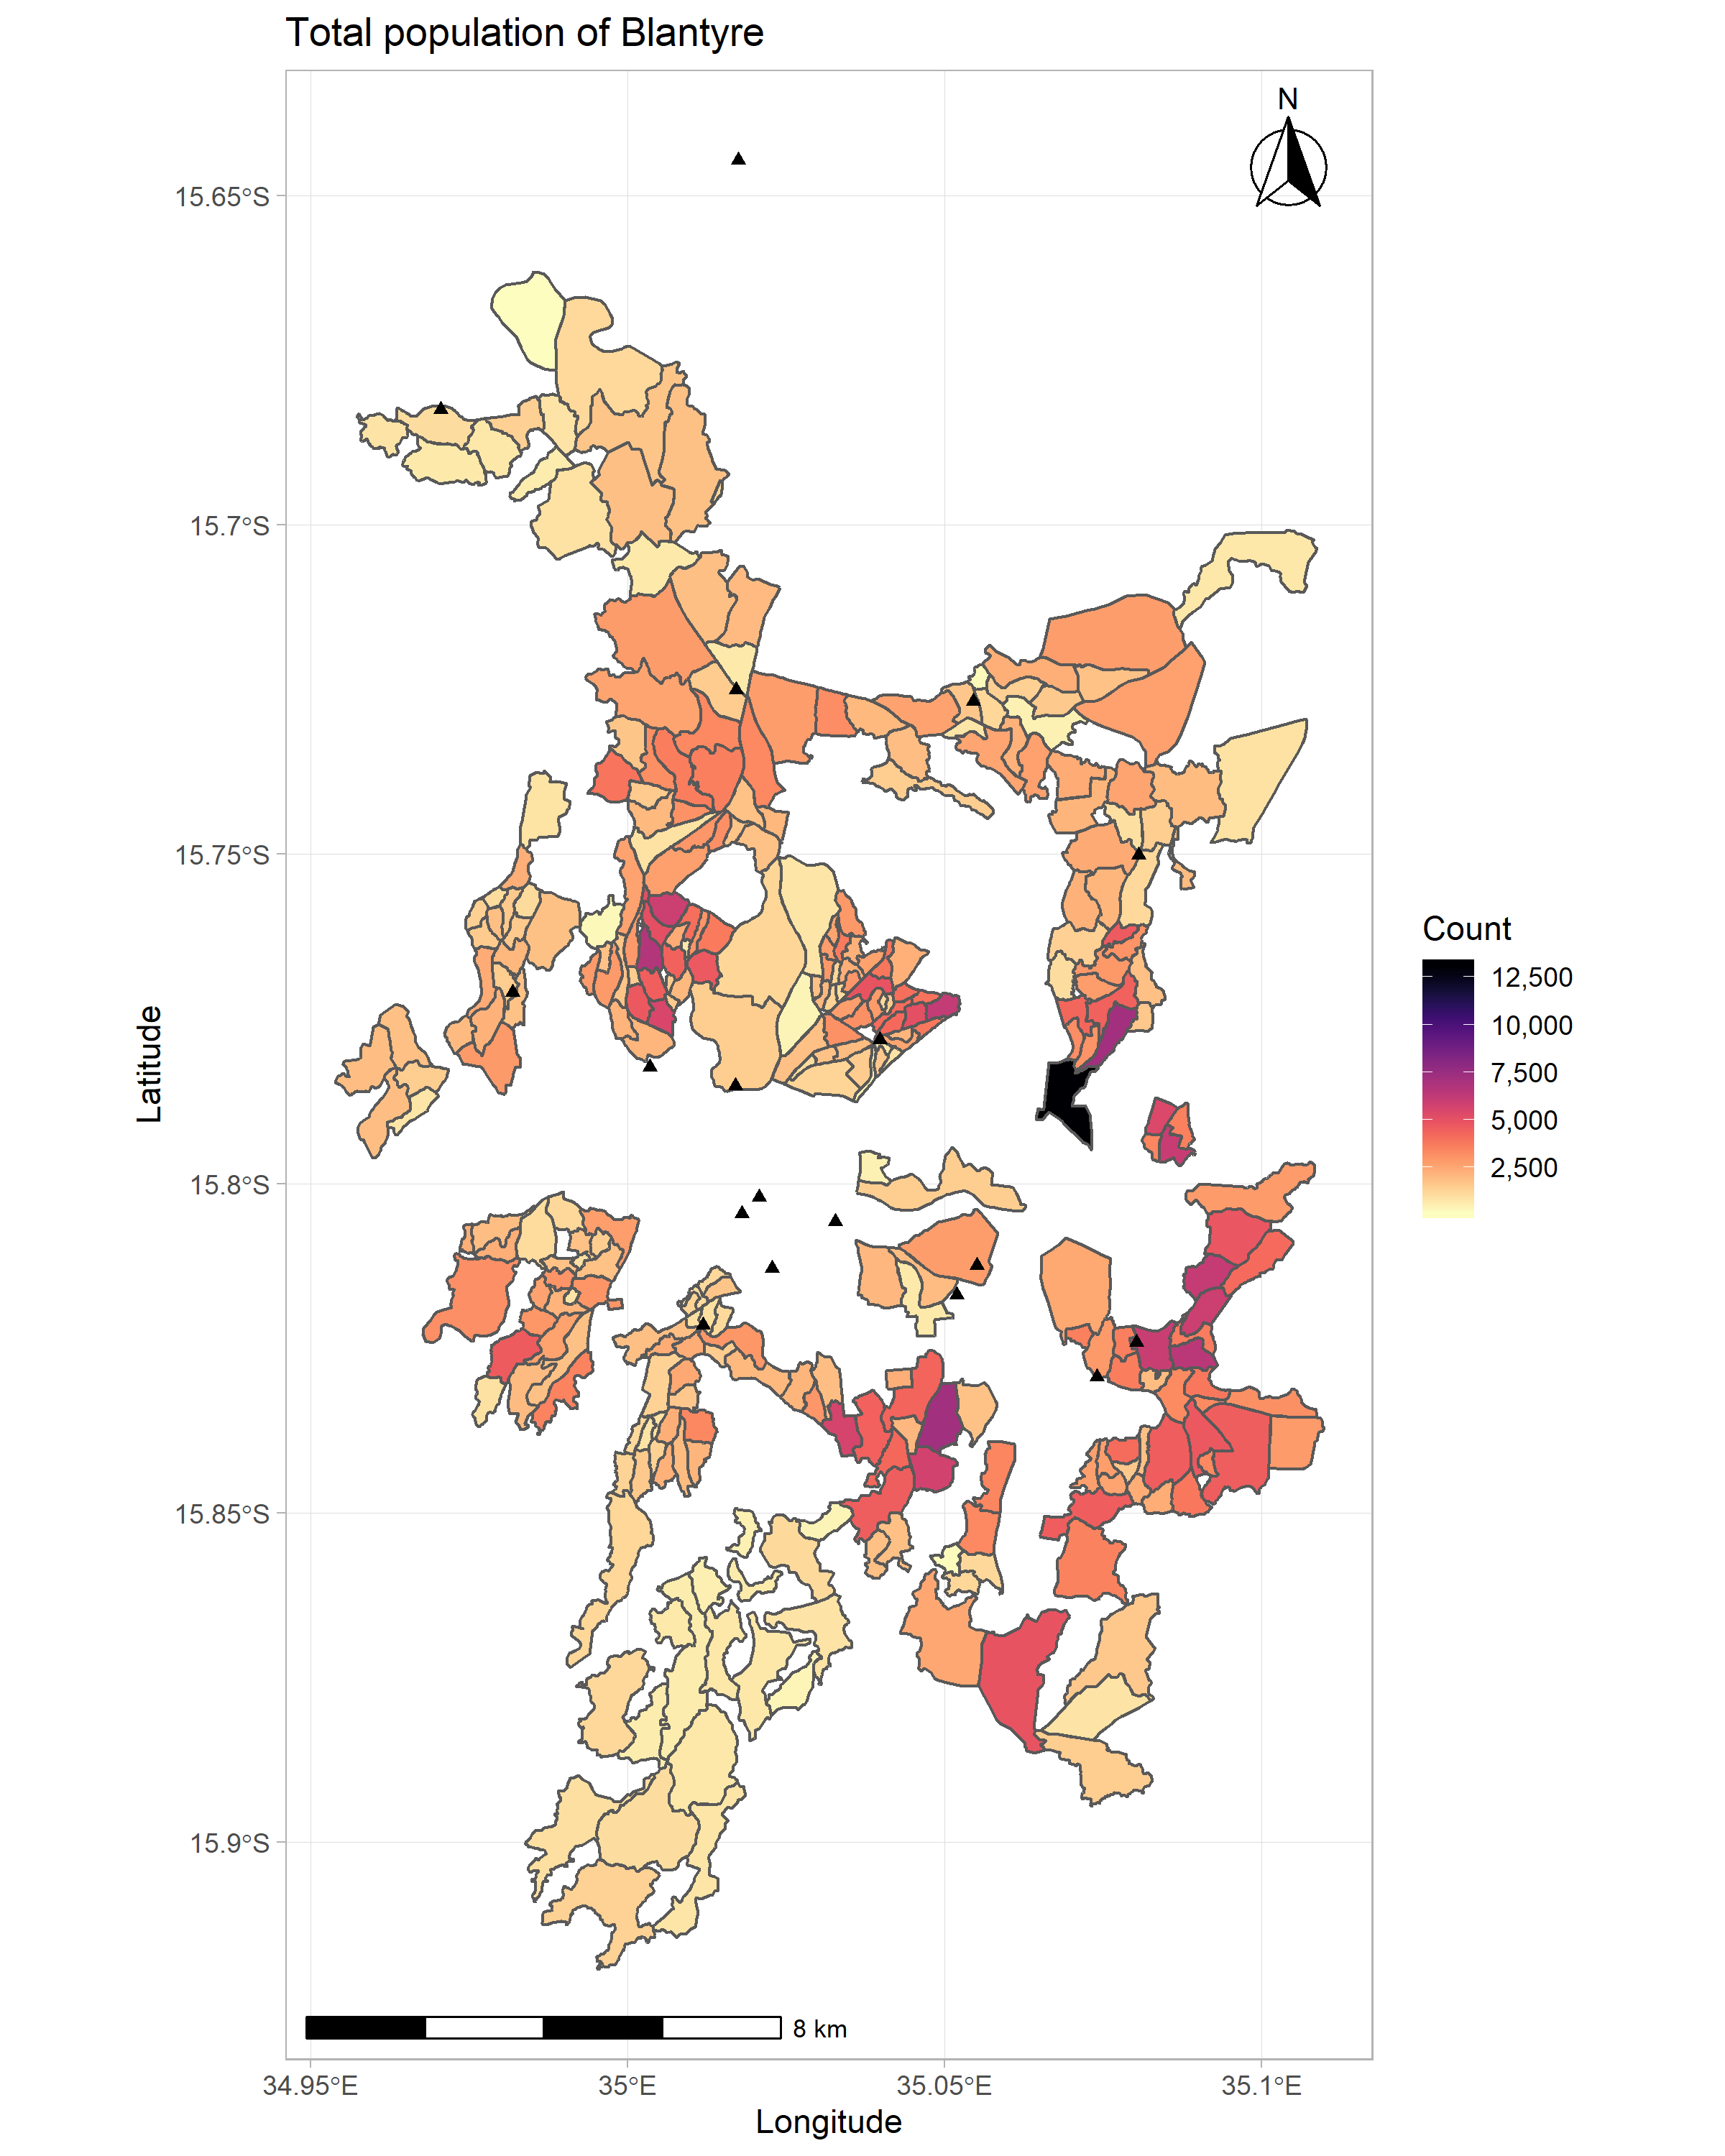 Total population of Blantyre
N
15.65°S
15.7°S
15.75°S
15.8°S
15.85°S
15.9°S
Latitude
Count
12,500
10,000
7,500
5,000
2,500
8 km
34.95°E
35°E
35.05°E
35.1°E
Longitude